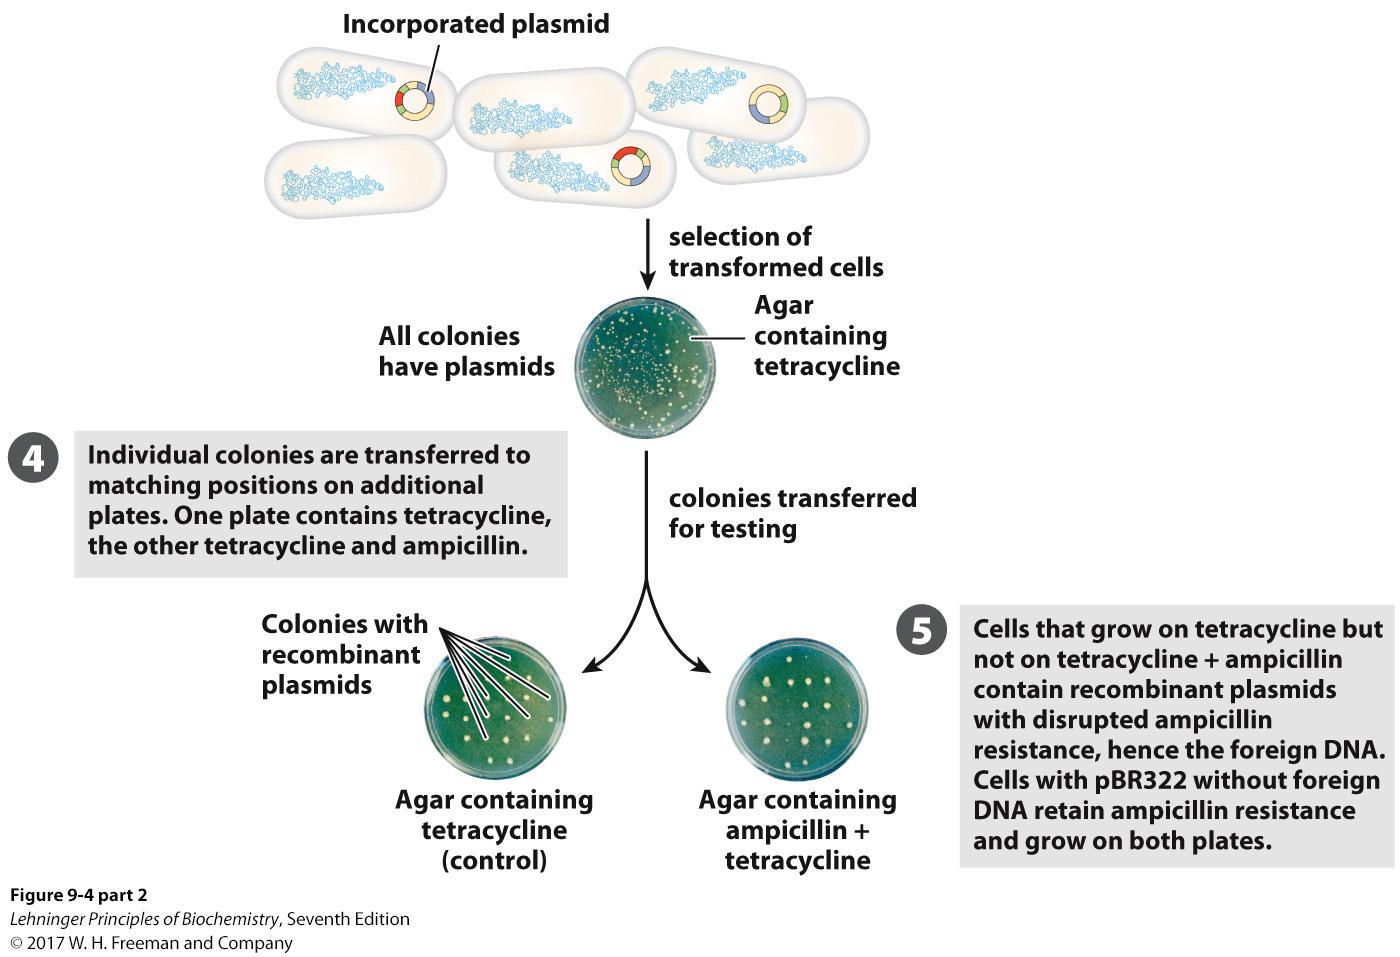 Incorporated plasmid
selection of
transformed cells
Agar
containing
tetracycline
All colonies
have plasmids
4
Individual colonies are transferred to
matching positions on additional
plates. One plate contains tetracycline,
the other tetracycline and ampicillin.
colonies transferred
for testing
Colonies with
recombinant
plasmids
5
Cells that grow on tetracycline but
not on tetracycline + ampicillin
contain recombinant plasmids
with disrupted ampicillin
resistance, hence the foreign DNA.
Cells with pBR322 without foreign
DNA retain ampicillin resistance
and grow on both plates.
Agar containing
tetracycline
(control)
Agar containing
ampicillin +
tetracycline
Figure 9-4 part 2
Lehninger Principles of Biochemistry, Seventh Edition
© 2017 W. H. Freeman and Company